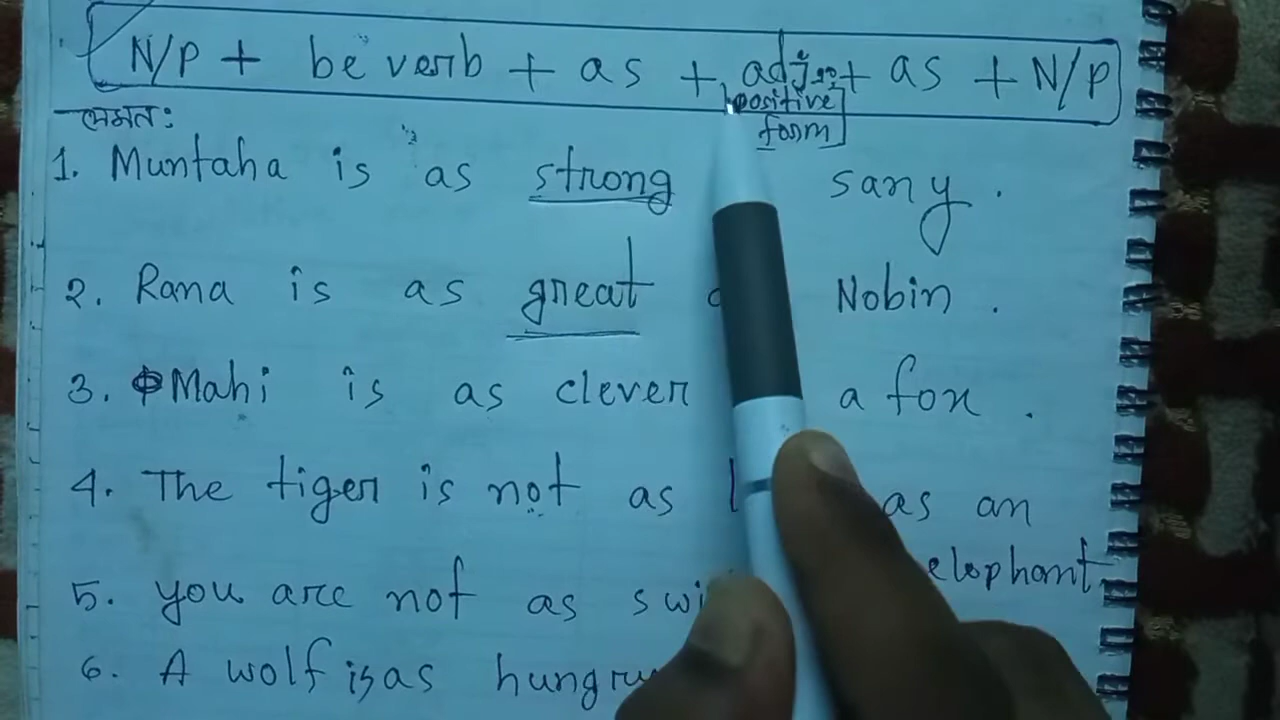 N/P + be verb + as + adj + as + N/P
positive
form
যেমন:
1. Muntaha is as strong sany.
2. Rana is as great Nobin.
3. Mahi is as clever a fox.
4. The tiger is not as as an
elephant
5. you are not as
6. A wolf is as